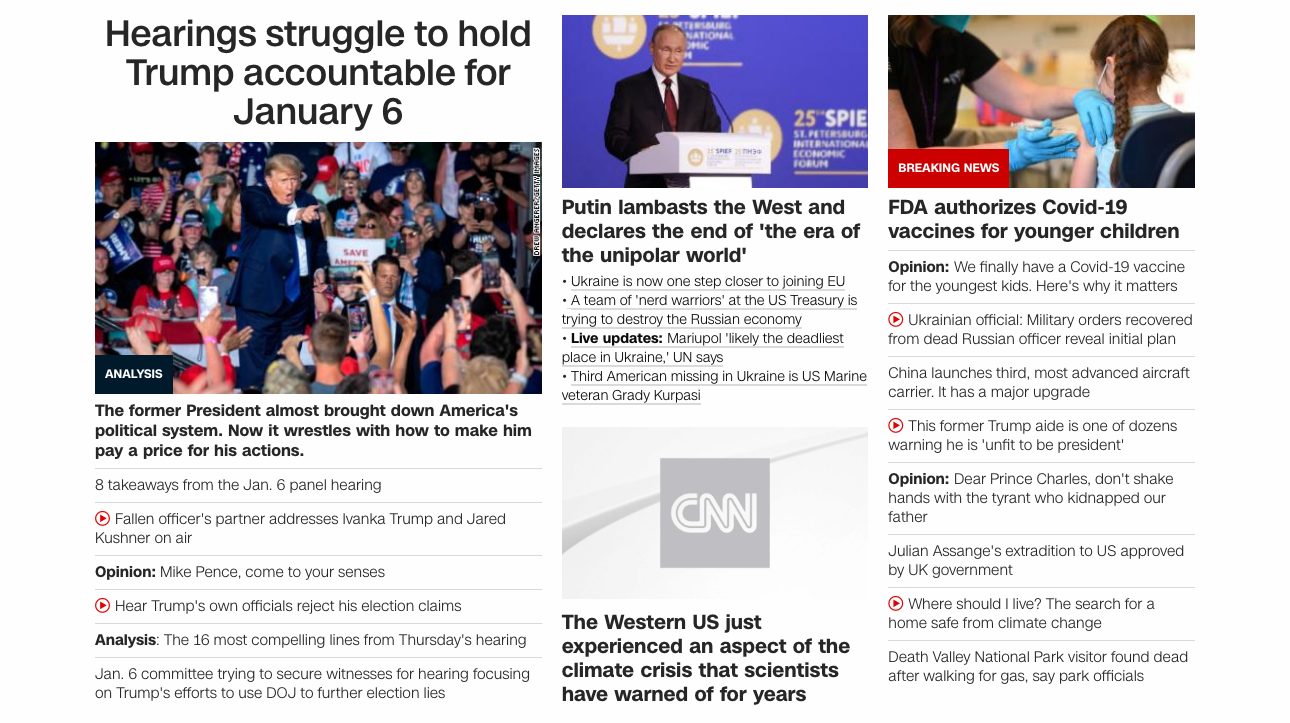 Hearings struggle to hold
Trump accountable for
January 6
DREW ANGERER/GETTY IMAGES
SAVE
AMERICA
ANALYSIS
The former President almost brought down America's
political system. Now it wrestles with how to make him
pay a price for his actions.
8 takeaways from the Jan. 6 panel hearing
Fallen officer's partner addresses Ivanka Trump and Jared
Kushner on air
Opinion: Mike Pence, come to your senses
Hear Trump's own officials reject his election claims
Analysis: The 16 most compelling lines from Thursday's hearing
Jan. 6 committee trying to secure witnesses for hearing focusing
on Trump's efforts to use DOJ to further election lies
25TH SPIE
ST. PETERSBURG
INTERNATIONAL
ECONOMIC
FORUM
Putin lambasts the West and
declares the end of 'the era of
the unipolar world'
• Ukraine is now one step closer to joining EU
• A team of 'nerd warriors' at the US Treasury is
trying to destroy the Russian economy
• Live updates: Mariupol 'likely the deadliest
place in Ukraine,' UN says
• Third American missing in Ukraine is US Marine
veteran Grady Kurpasi
CNN
The Western US just
experienced an aspect of the
climate crisis that scientists
have warned of for years
BREAKING NEWS
FDA authorizes Covid-19
vaccines for younger children
Opinion: We finally have a Covid-19 vaccine
for the youngest kids. Here's why it matters
Ukrainian official: Military orders recovered
from dead Russian officer reveal initial plan
China launches third, most advanced aircraft
carrier. It has a major upgrade
This former Trump aide is one of dozens
warning he is 'unfit to be president'
Opinion: Dear Prince Charles, don't shake
hands with the tyrant who kidnapped our
father
Julian Assange's extradition to US approved
by UK government
Where should I live? The search for a
home safe from climate change
Death Valley National Park visitor found dead
after walking for gas, say park officials